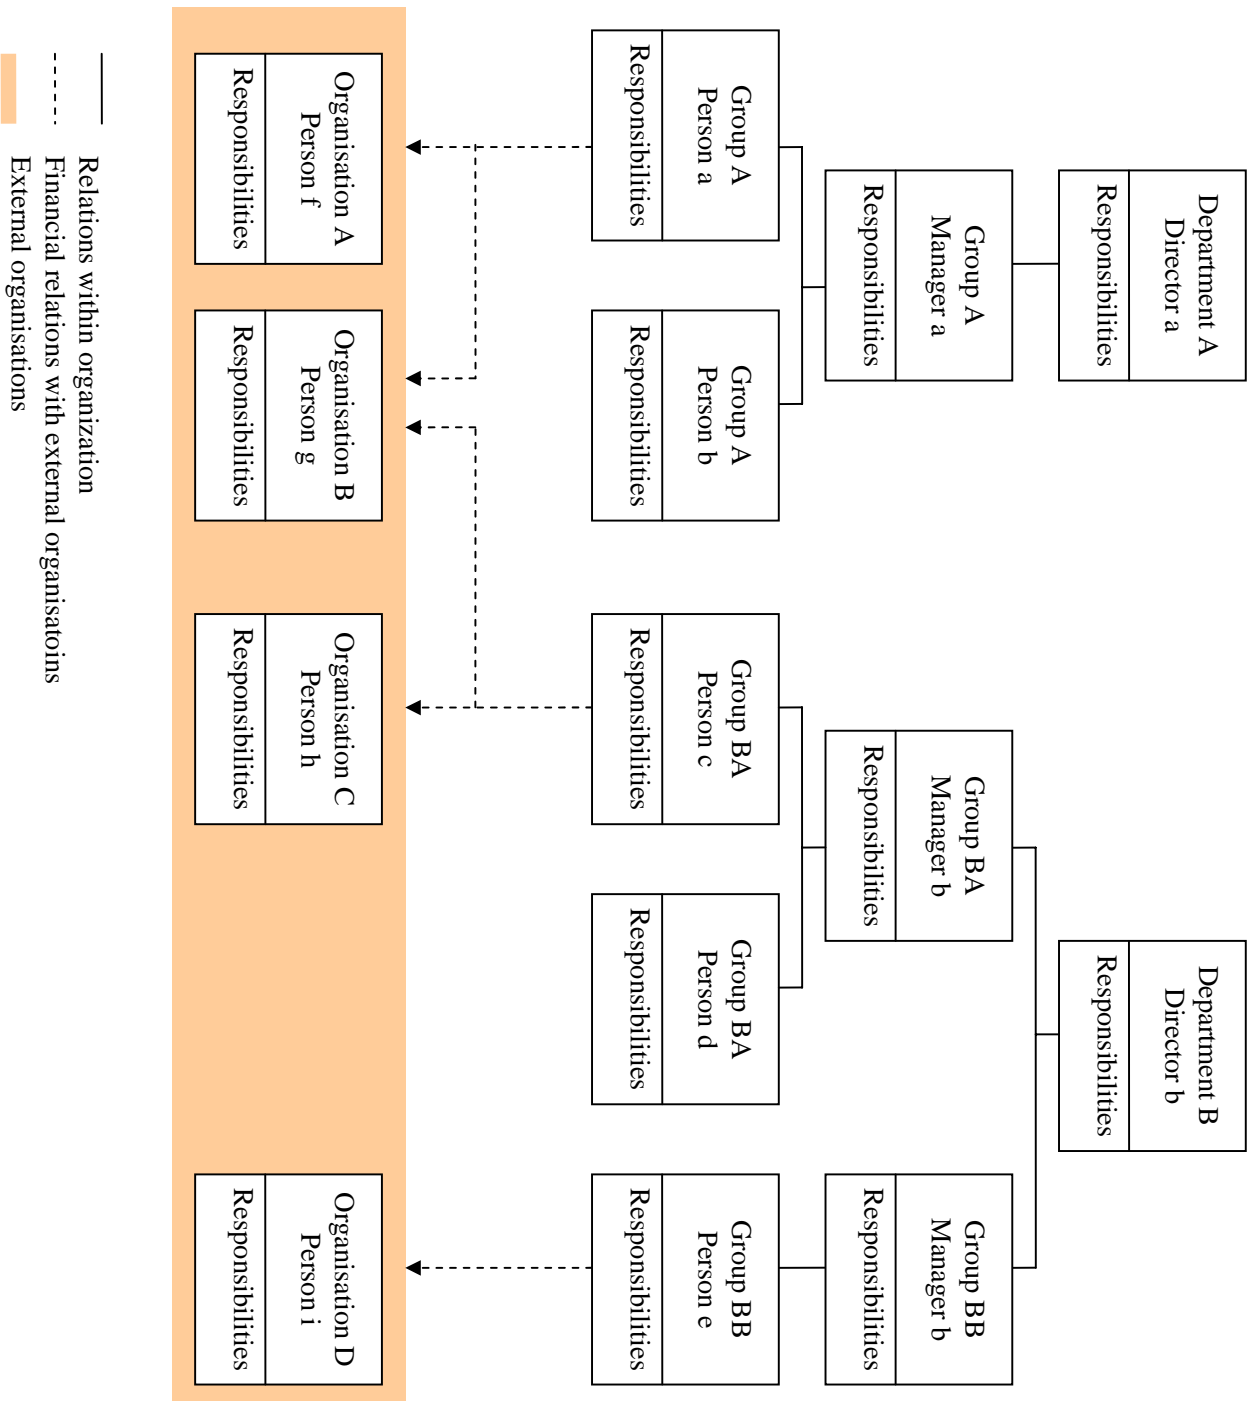 Department A
Director a
Responsibilities
Department B
Director b
Responsibilities
Group A
Manager a
Responsibilities
Group BA
Manager b
Responsibilities
Group BB
Manager b
Responsibilities
Group A
Person a
Responsibilities
Group A
Person b
Responsibilities
Group BA
Person c
Responsibilities
Group BA
Person d
Responsibilities
Group BB
Person e
Responsibilities
Organisation A
Person f
Responsibilities
Organisation B
Person g
Responsibilities
Organisation C
Person h
Responsibilities
Organisation D
Person i
Responsibilities
Relations within organization
Financial relations with external organisatoins
External organisations